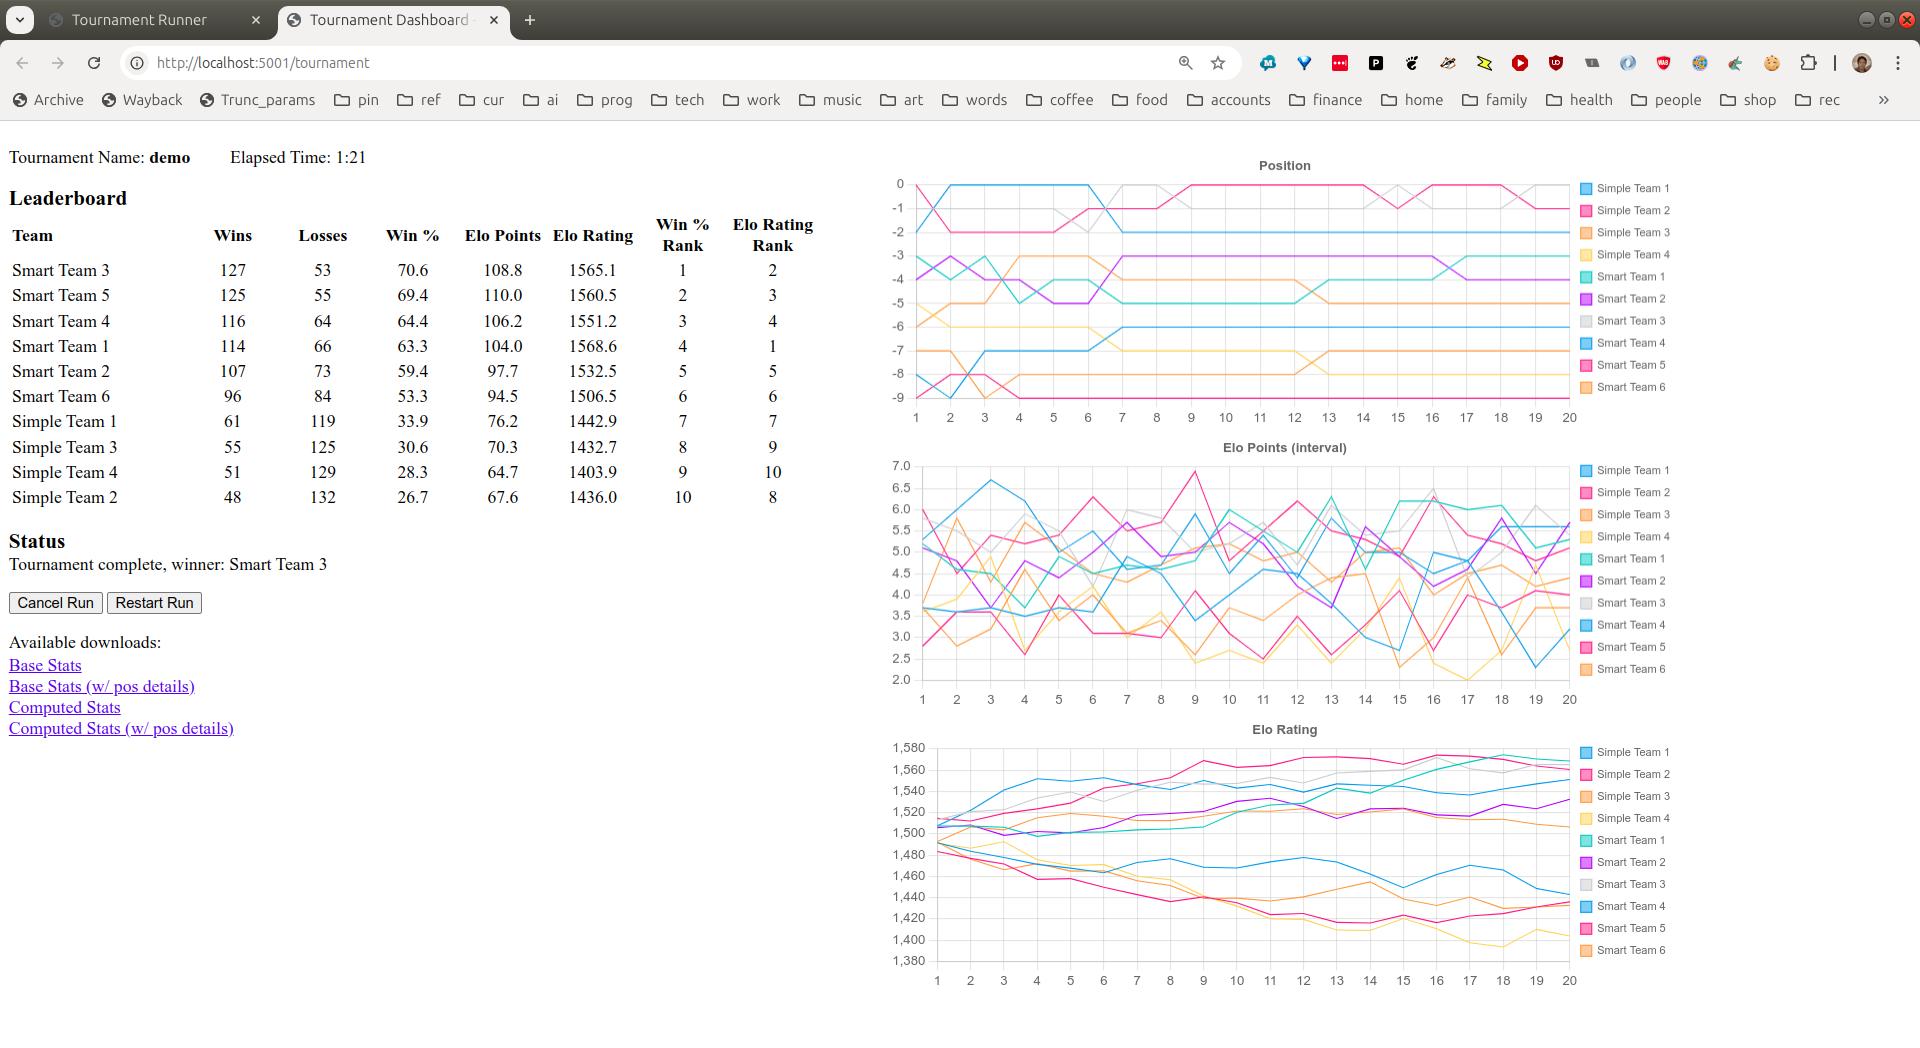 Tournament Runner
Tournament Dashboard
http://localhost:5001/tournament
Archive Wayback Trunc_params pin ref cur ai prog tech work music art words coffee food accounts finance home family health people shop rec »
Tournament Name: demo Elapsed Time: 1:21
Leaderboard
Team Wins Losses Win % Elo Points Elo Rating Win % Rank Elo Rating Rank
Smart Team 3 127 53 70.6 108.8 1565.1 1 2
Smart Team 5 125 55 69.4 110.0 1560.5 2 3
Smart Team 4 116 64 64.4 106.2 1551.2 3 4
Smart Team 1 114 66 63.3 104.0 1568.6 4 1
Smart Team 2 107 73 59.4 97.7 1532.5 5 5
Smart Team 6 96 84 53.3 94.5 1506.5 6 6
Simple Team 1 61 119 33.9 76.2 1442.9 7 7
Simple Team 3 55 125 30.6 70.3 1432.7 8 9
Simple Team 4 51 129 28.3 64.7 1403.9 9 10
Simple Team 2 48 132 26.7 67.6 1436.0 10 8
Status
Tournament complete, winner: Smart Team 3
Cancel Run Restart Run
Available downloads:
Base Stats
Base Stats (w/ pos details)
Computed Stats
Computed Stats (w/ pos details)
Position
0
-1
-2
-3
-4
-5
-6
-7
-8
-9
1 2 3 4 5 6 7 8 9 10 11 12 13 14 15 16 17 18 19 20
Simple Team 1
Simple Team 2
Simple Team 3
Simple Team 4
Smart Team 1
Smart Team 2
Smart Team 3
Smart Team 4
Smart Team 5
Smart Team 6
Elo Points (interval)
7.0
6.5
6.0
5.5
5.0
4.5
4.0
3.5
3.0
2.5
2.0
1 2 3 4 5 6 7 8 9 10 11 12 13 14 15 16 17 18 19 20
Simple Team 1
Simple Team 2
Simple Team 3
Simple Team 4
Smart Team 1
Smart Team 2
Smart Team 3
Smart Team 4
Smart Team 5
Smart Team 6
Elo Rating
1,580
1,560
1,540
1,520
1,500
1,480
1,460
1,440
1,420
1,400
1,380
1 2 3 4 5 6 7 8 9 10 11 12 13 14 15 16 17 18 19 20
Simple Team 1
Simple Team 2
Simple Team 3
Simple Team 4
Smart Team 1
Smart Team 2
Smart Team 3
Smart Team 4
Smart Team 5
Smart Team 6